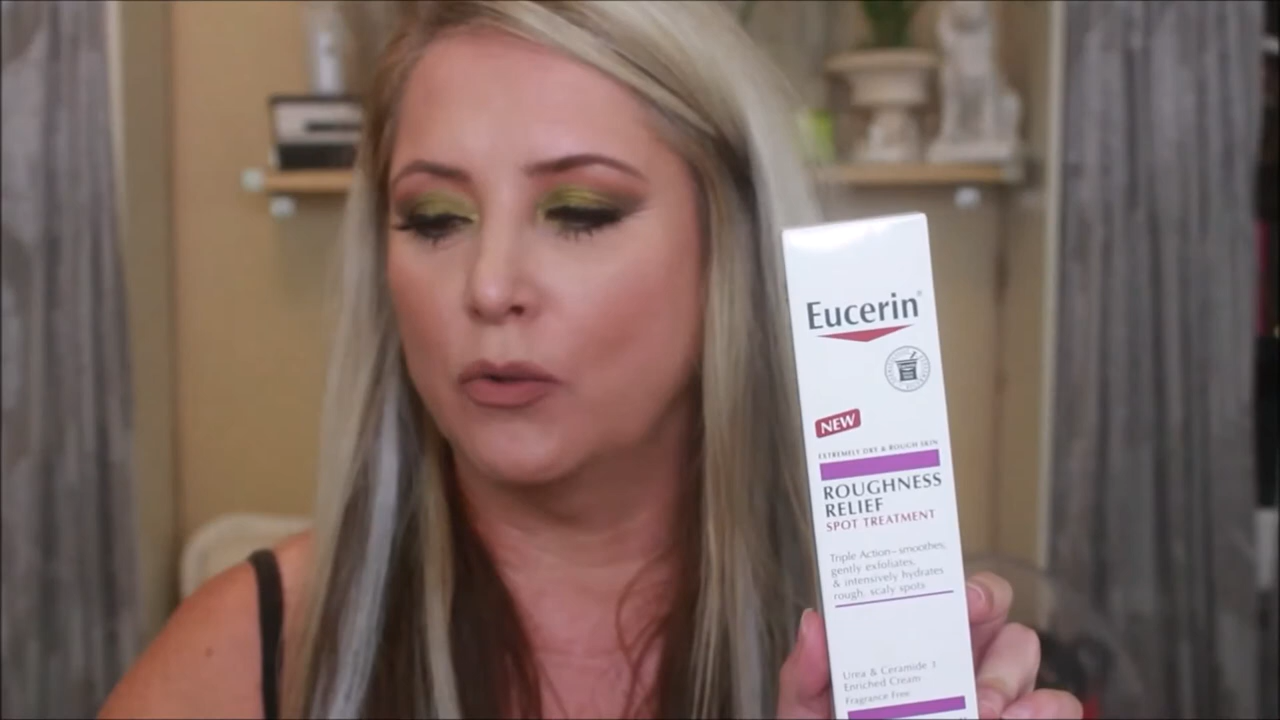 Eucerin®
NEW
EXTREMELY DRY & ROUGH SKIN
ROUGHNESS
RELIEF
SPOT TREATMENT
Triple Action–smoothes,
gently exfoliates,
& intensively hydrates
rough, scaly spots
Urea & Ceramide 3
Enriched Cream
Fragrance Free